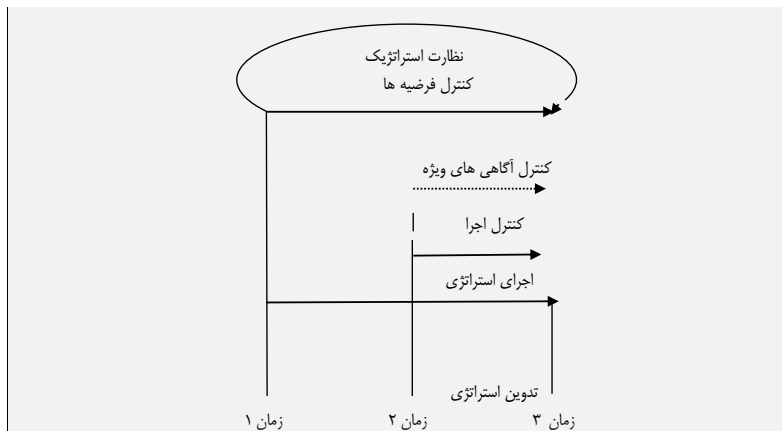 نظارت استراتژیک
کنترل فرضیه ها
کنترل آگاهی های ویژه
کنترل اجرا
اجرای استراتژی
تدوین استراتژی
زمان ۱
زمان ۲
زمان ۳